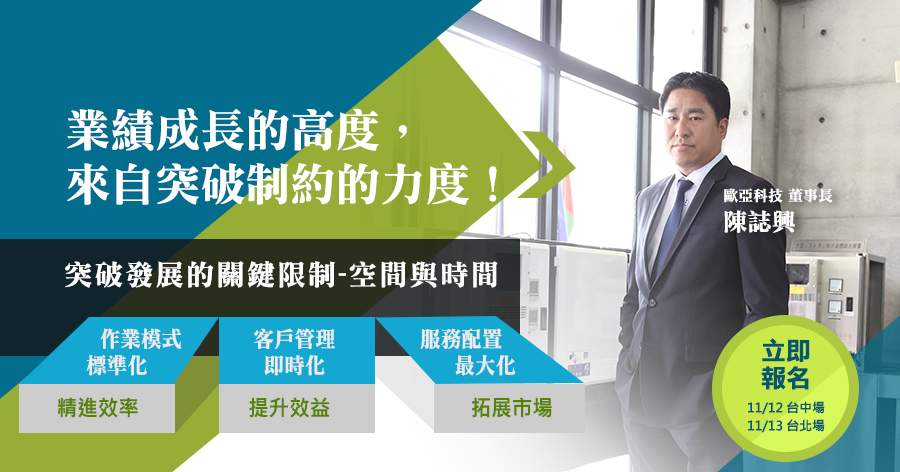 業績成長的高度，
來自突破制約的力度！
突破發展的關鍵限制-空間與時間
作業模式
標準化
精進效率
客戶管理
即時化
提升效益
服務配置
最大化
拓展市場
歐亞科技 董事長
陳誌興
立即
報名
11/12 台中場
11/13 台北場